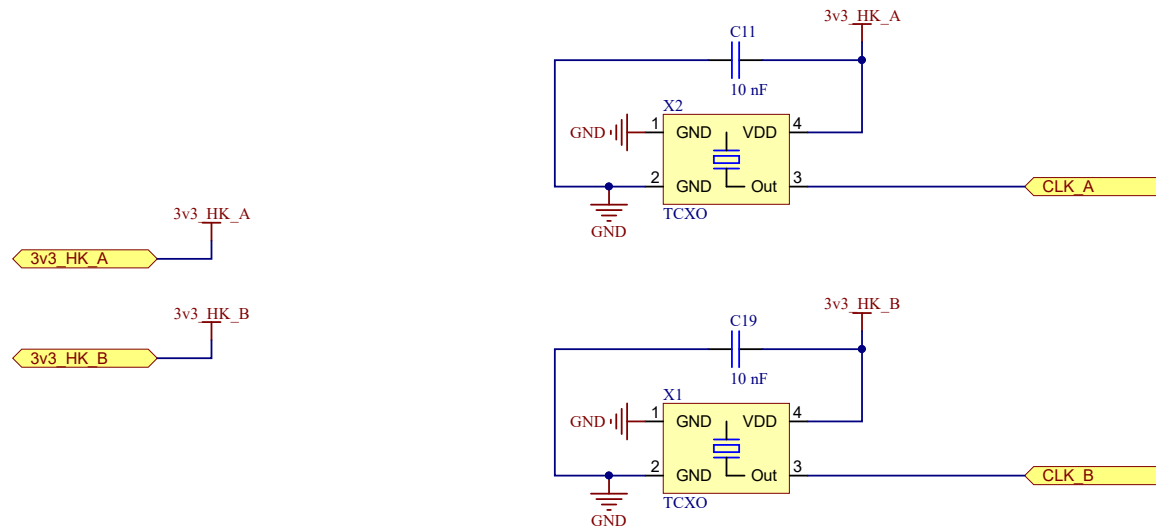 3v3_HK_A
C11
10 nF
X2
GND
1
GND
VDD
4
2
GND
Out
3
CLK_A
TCXO
GND
3v3_HK_A
3v3_HK_A
3v3_HK_B
3v3_HK_B
3v3_HK_B
C19
10 nF
X1
GND
1
GND
VDD
4
2
GND
Out
3
CLK_B
TCXO
GND